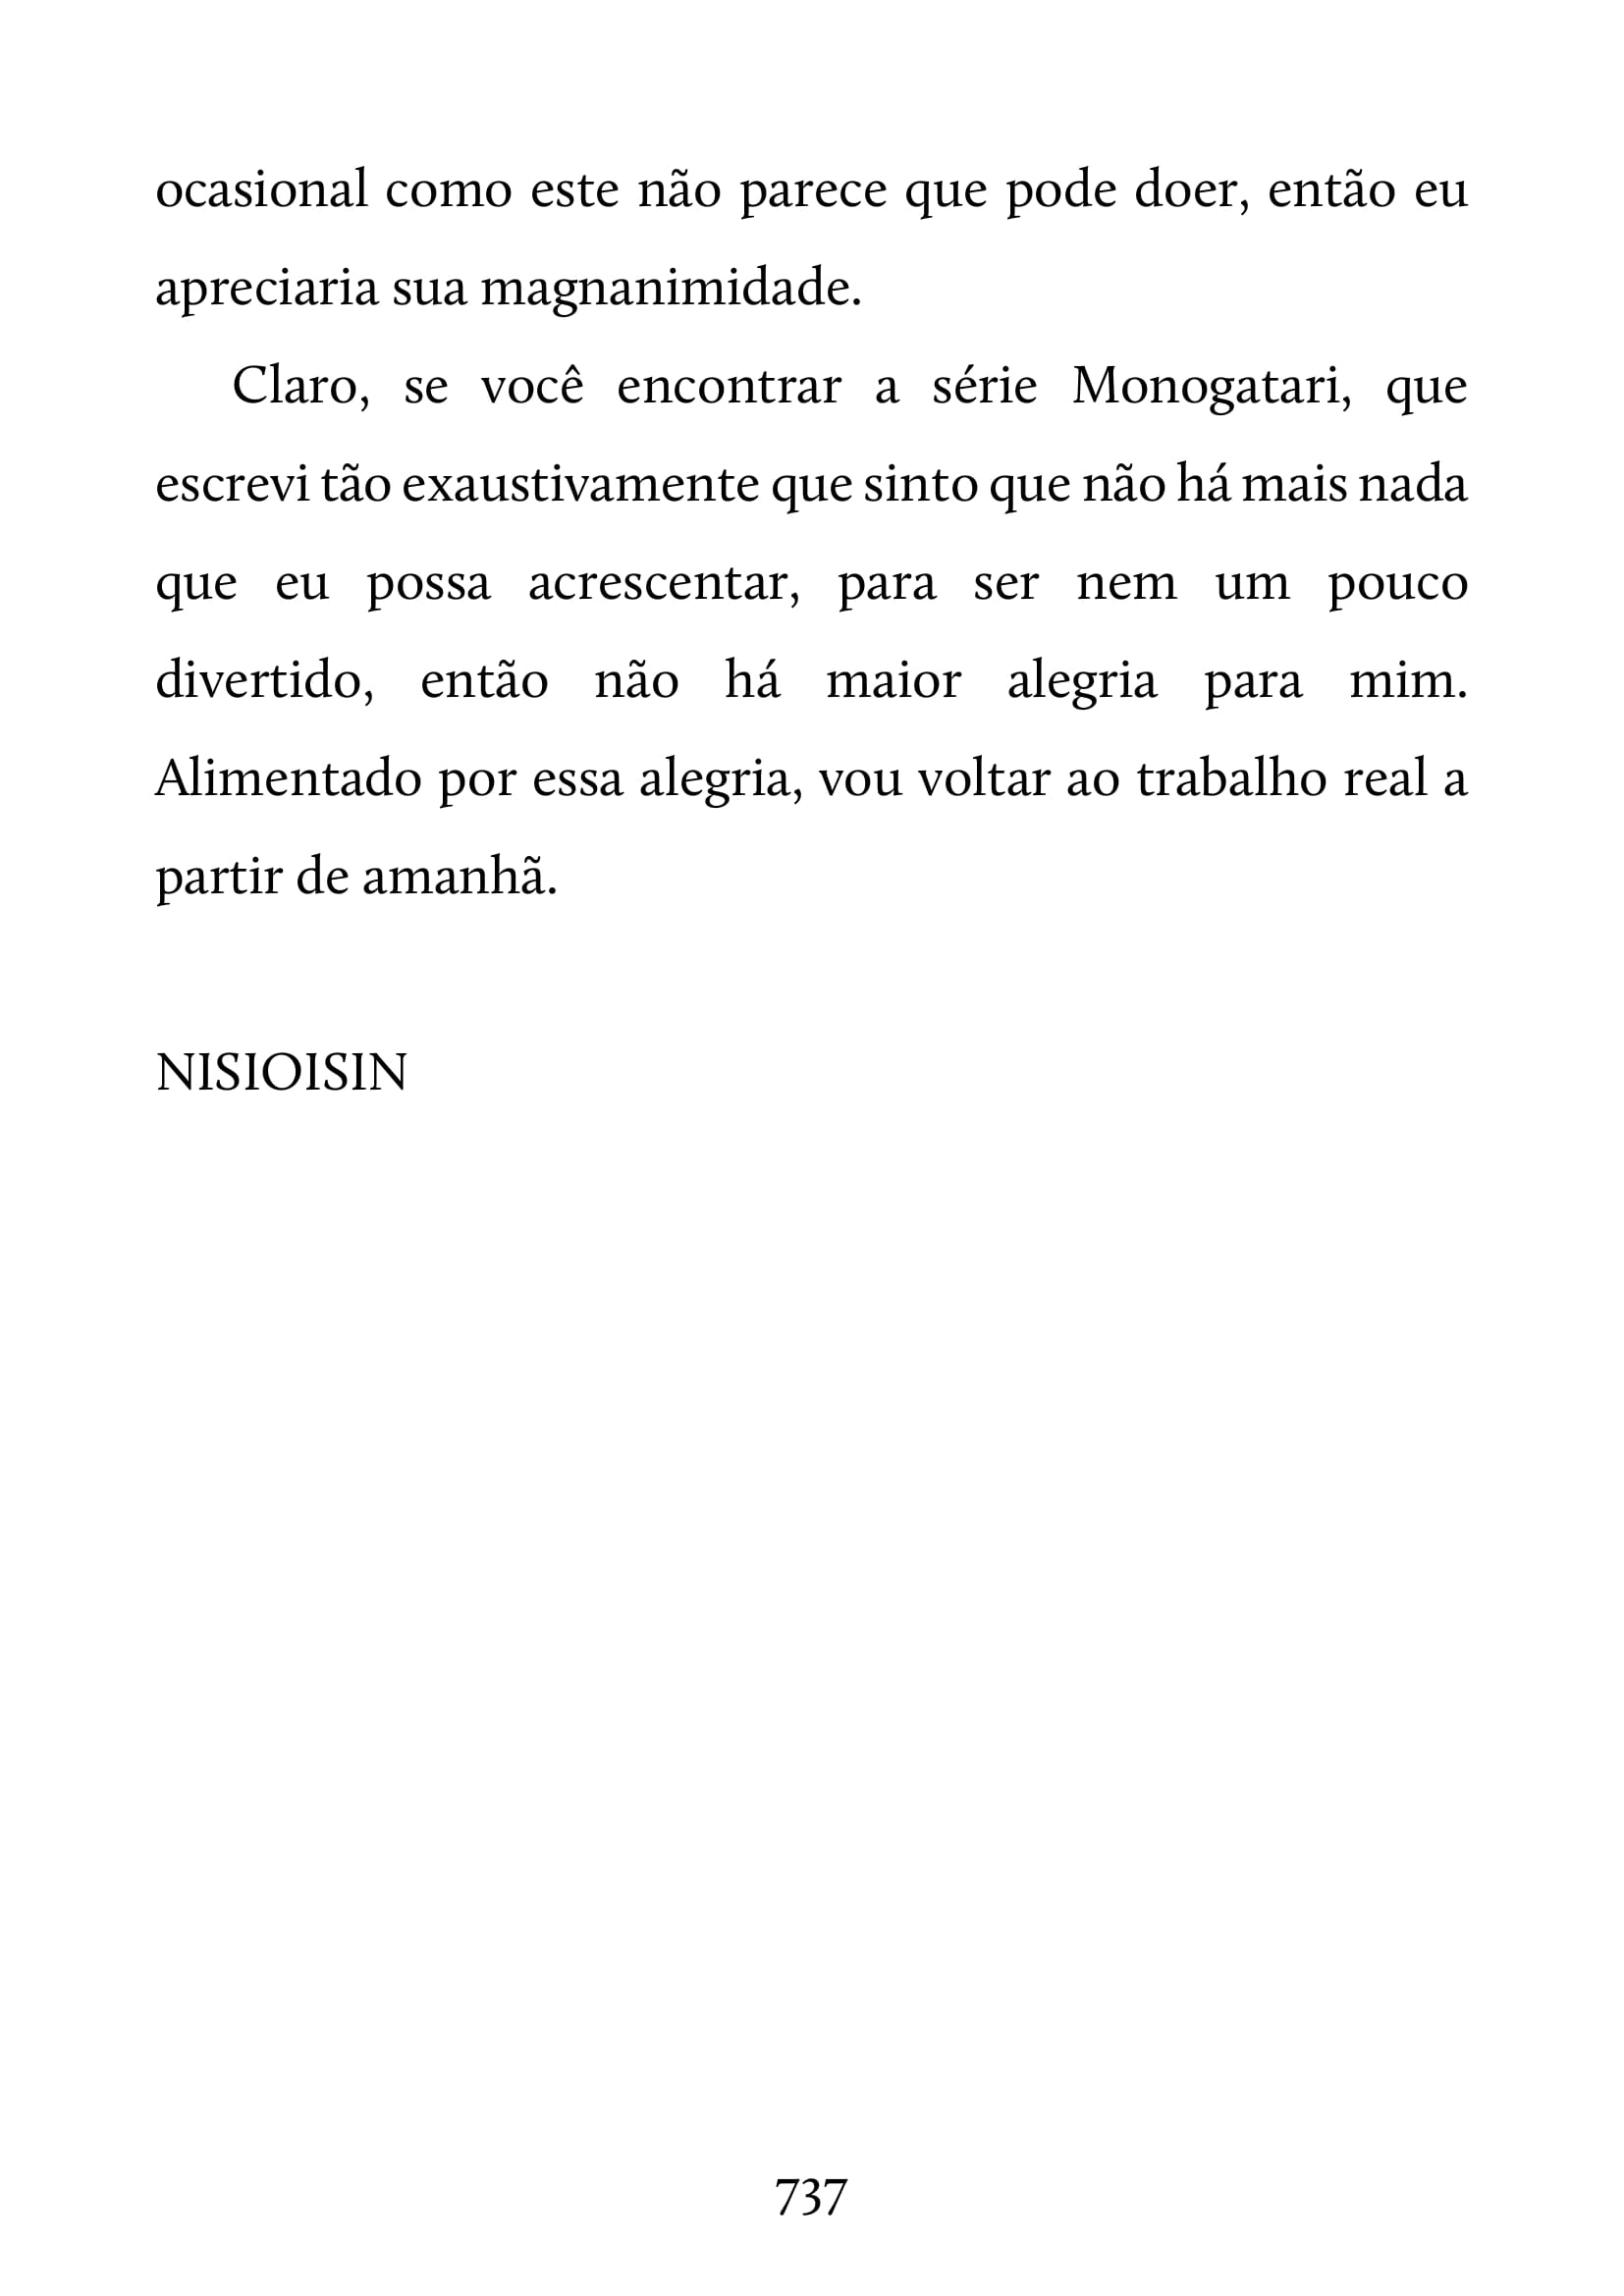 ocasional como este não parece que pode doer, então eu
apreciaria sua magnanimidade.
Claro, se você encontrar a série Monogatari, que
escrevi tão exaustivamente que sinto que não há mais nada
que eu possa acrescentar, para ser nem um pouco
divertido, então não há maior alegria para mim.
Alimentado por essa alegria, vou voltar ao trabalho real a
partir de amanhã.
NISIOISIN
737